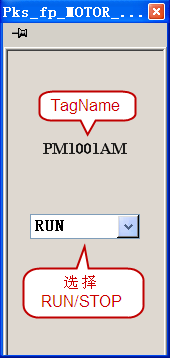 Pks_fp_MOTOR_...
TagName
PM1001AM
RUN
选择
RUN/STOP